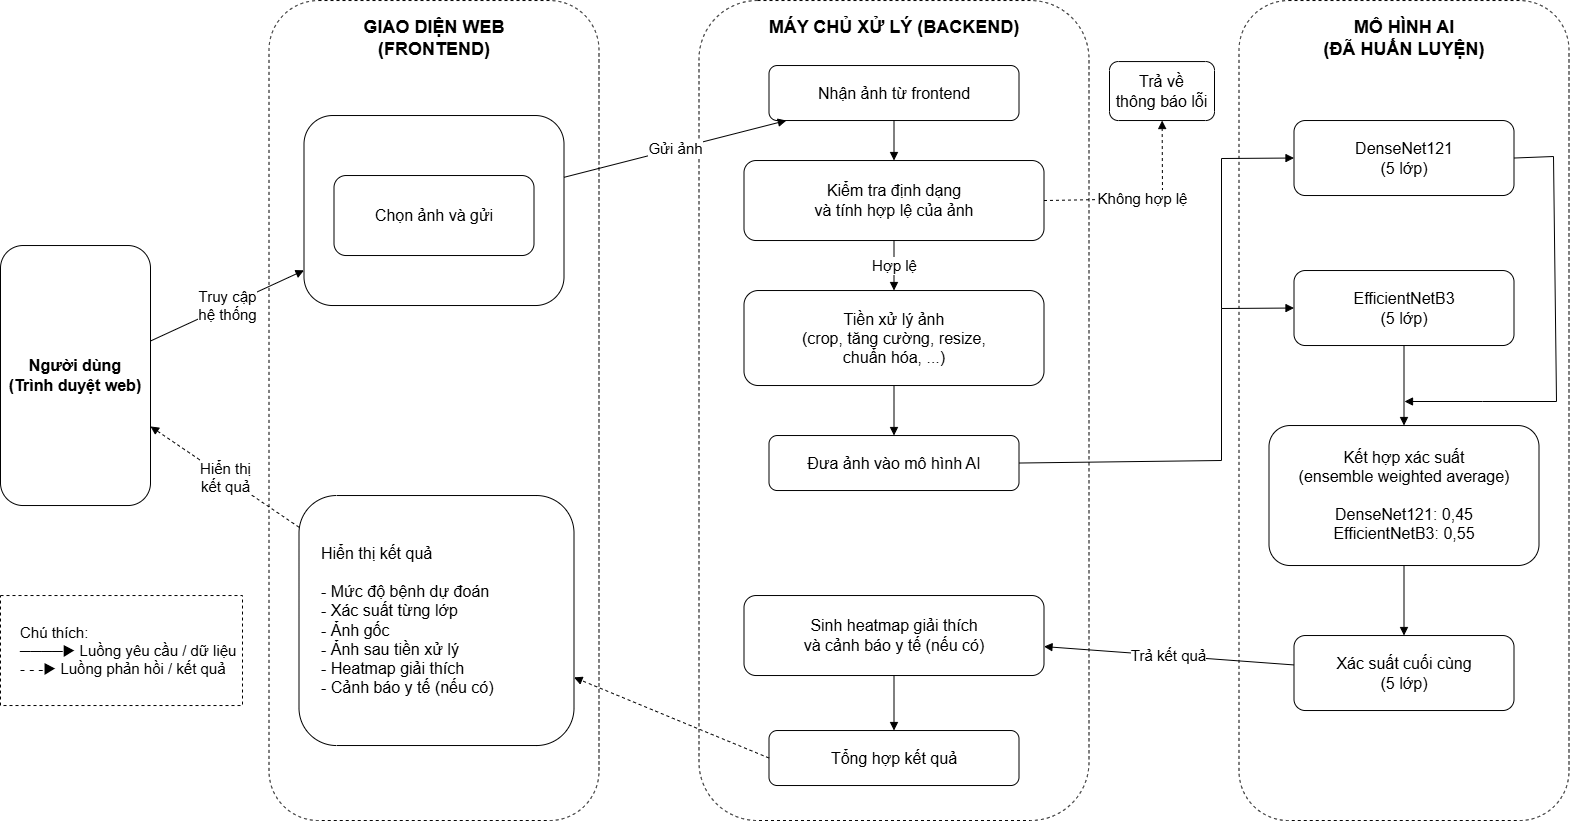 GIAO DIỆN WEB
(FRONTEND)
MÁY CHỦ XỬ LÝ (BACKEND)
MÔ HÌNH AI
(ĐÃ HUẤN LUYỆN)
Người dùng
(Trình duyệt web)
Truy cập
hệ thống
Chọn ảnh và gửi
Gửi ảnh
Nhận ảnh từ frontend
Kiểm tra định dạng
và tính hợp lệ của ảnh
Không hợp lệ
Trả về
thông báo lỗi
Hợp lệ
Tiền xử lý ảnh
(crop, tăng cường, resize,
chuẩn hóa, ...)
Đưa ảnh vào mô hình AI
DenseNet121
(5 lớp)
EfficientNetB3
(5 lớp)
Kết hợp xác suất
(ensemble weighted average)
DenseNet121: 0,45
EfficientNetB3: 0,55
Xác suất cuối cùng
(5 lớp)
Trả kết quả
Sinh heatmap giải thích
và cảnh báo y tế (nếu có)
Tổng hợp kết quả
Hiển thị kết quả
- Mức độ bệnh dự đoán
- Xác suất từng lớp
- Ảnh gốc
- Ảnh sau tiền xử lý
- Heatmap giải thích
- Cảnh báo y tế (nếu có)
Hiển thị
kết quả
Chú thích:
Luồng yêu cầu / dữ liệu
Luồng phản hồi / kết quả